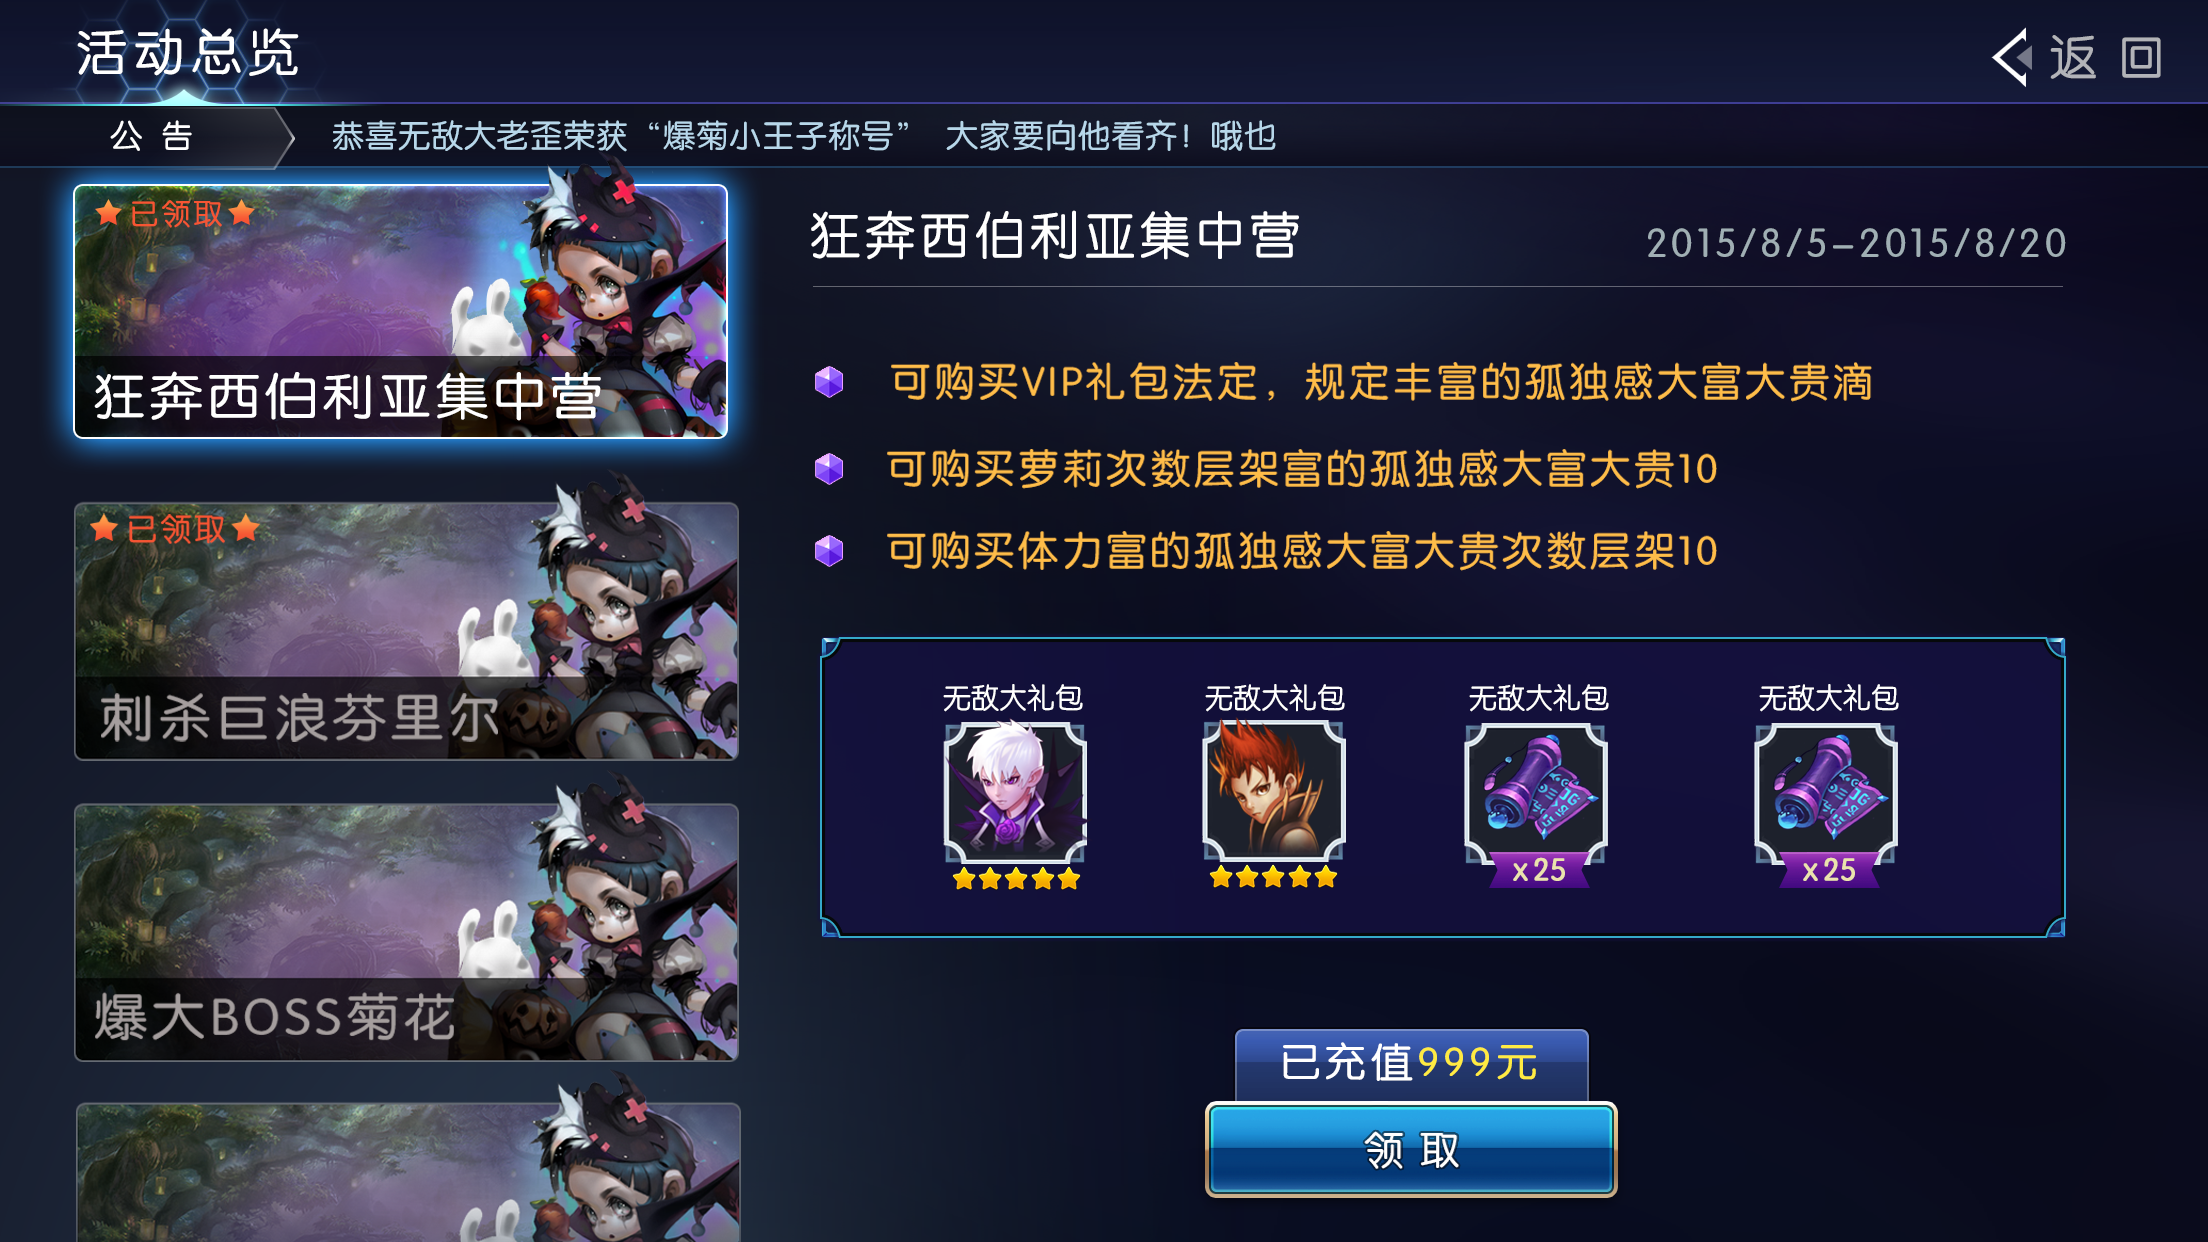 活动总览
返回
公告
恭喜无敌大老歪荣获“爆菊小王子称号” 大家要向他看齐！哦也
已领取
狂奔西伯利亚集中营
已领取
刺杀巨浪芬里尔
爆大BOSS菊花
狂奔西伯利亚集中营
2015/8/5-2015/8/20
可购买VIP礼包法定，规定丰富的孤独感大富大贵滴
可购买萝莉次数层架富的孤独感大富大贵10
可购买体力富的孤独感大富大贵次数层架10
无敌大礼包
无敌大礼包
无敌大礼包
无敌大礼包
x25
x25
已充值999元
领取